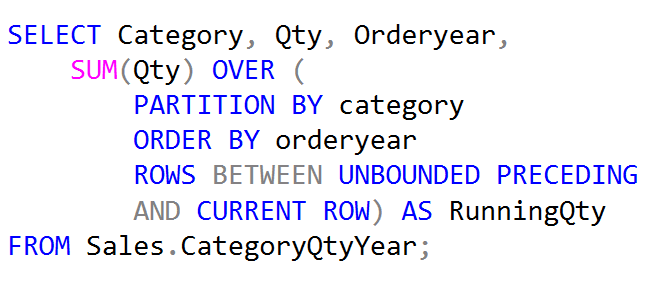 SELECT Category, Qty, Orderyear,
SUM(Qty) OVER (
PARTITION BY category
ORDER BY orderyear
ROWS BETWEEN UNBOUNDED PRECEDING
AND CURRENT ROW) AS RunningQty
FROM Sales.CategoryQtyYear;